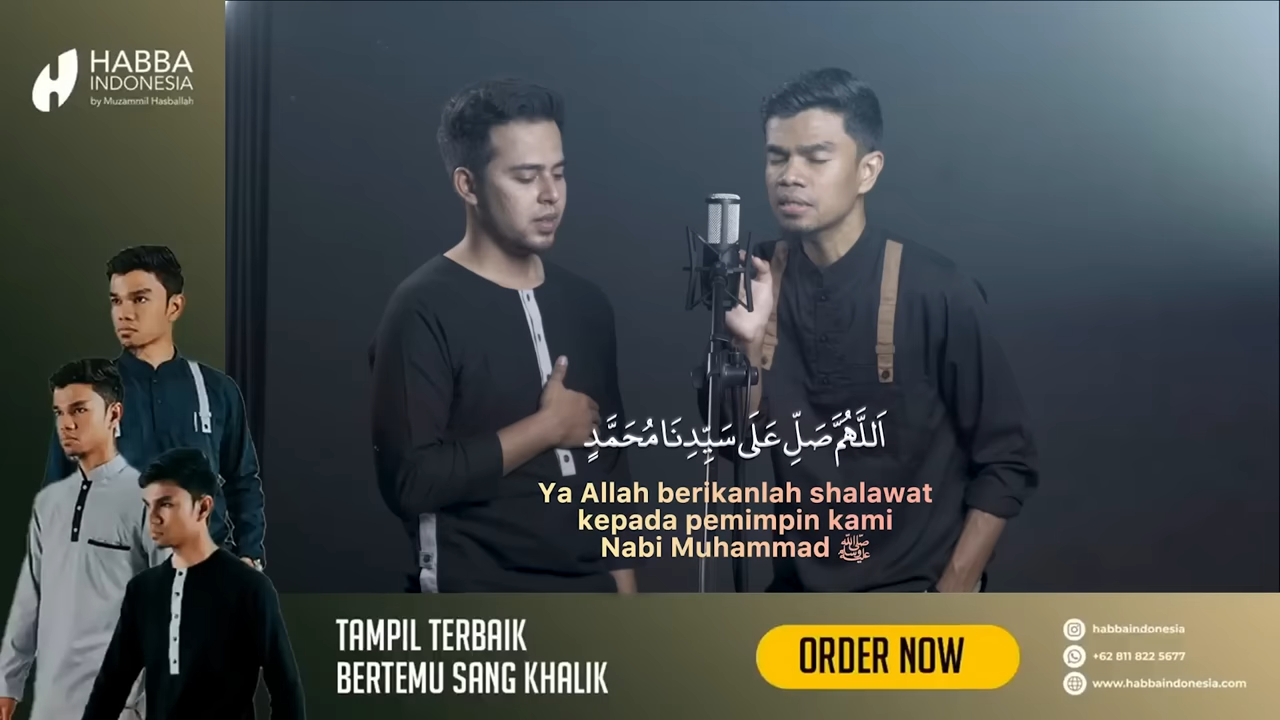 HABBA
INDONESIA
by Muzammil Hasballah
اَللَّهُمَّ صَلِّ عَلَى سَيِّدِنَا مُحَمَّدٍ
Ya Allah berikanlah shalawat
kepada pemimpin kami
Nabi Muhammad ﷺ
TAMPIL TERBAIK
BERTEMU SANG KHALIK
ORDER NOW
habbaindonesia
+62 811 822 5677
www.habbaindonesia.com